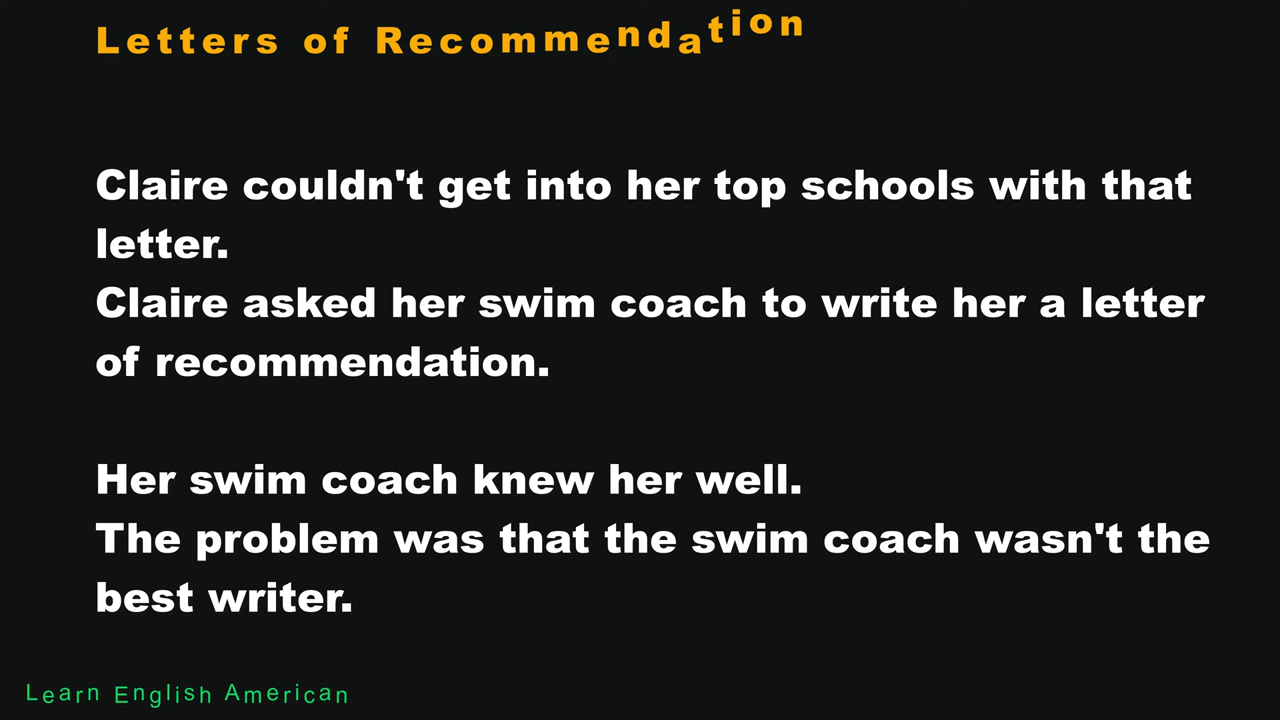 Letters of Recommendation
Claire couldn't get into her top schools with that
letter.
Claire asked her swim coach to write her a letter
of recommendation.
Her swim coach knew her well.
The problem was that the swim coach wasn't the
best writer.
Learn English American